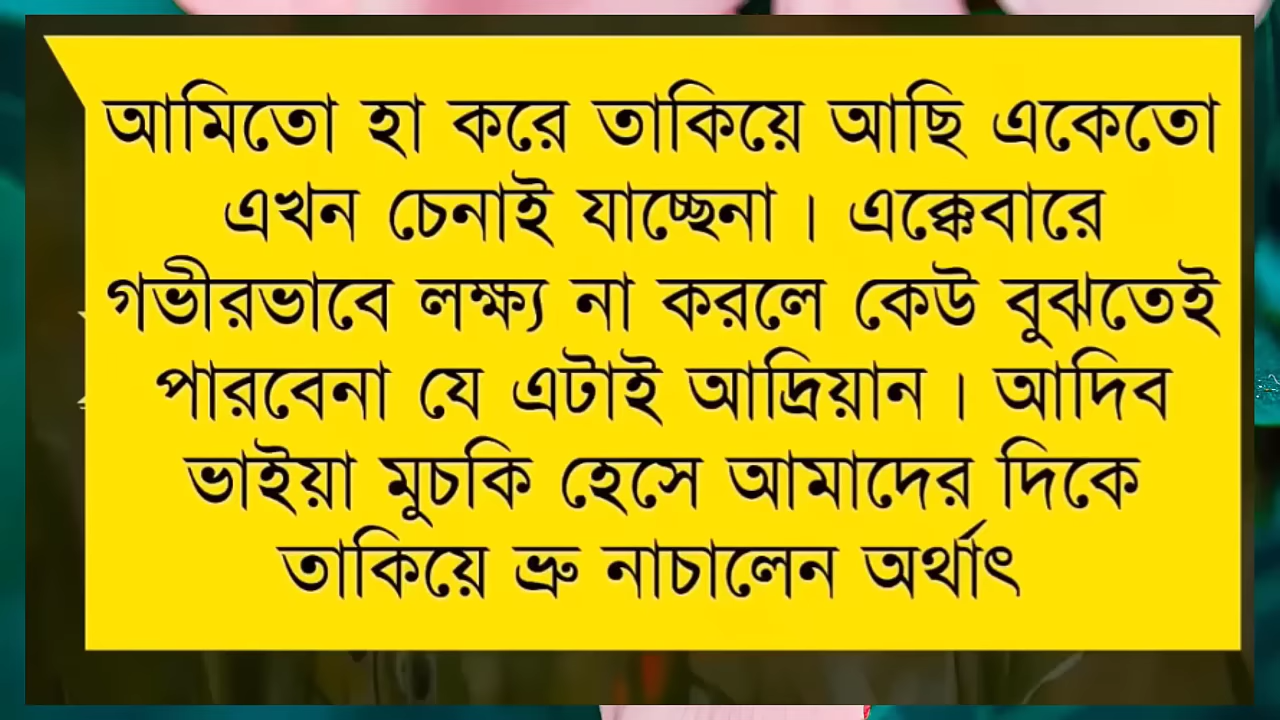 আমিতো হা করে তাকিয়ে আছি একেতো
এখন চেনাই যাচ্ছেনা। এক্কেবারে
গভীরভাবে লক্ষ্য না করলে কেউ বুঝতেই
পারবেনা যে এটাই আদ্রিয়ান। আদিব
ভাইয়া মুচকি হেসে আমাদের দিকে
তাকিয়ে ভ্রু নাচালেন অর্থাৎ